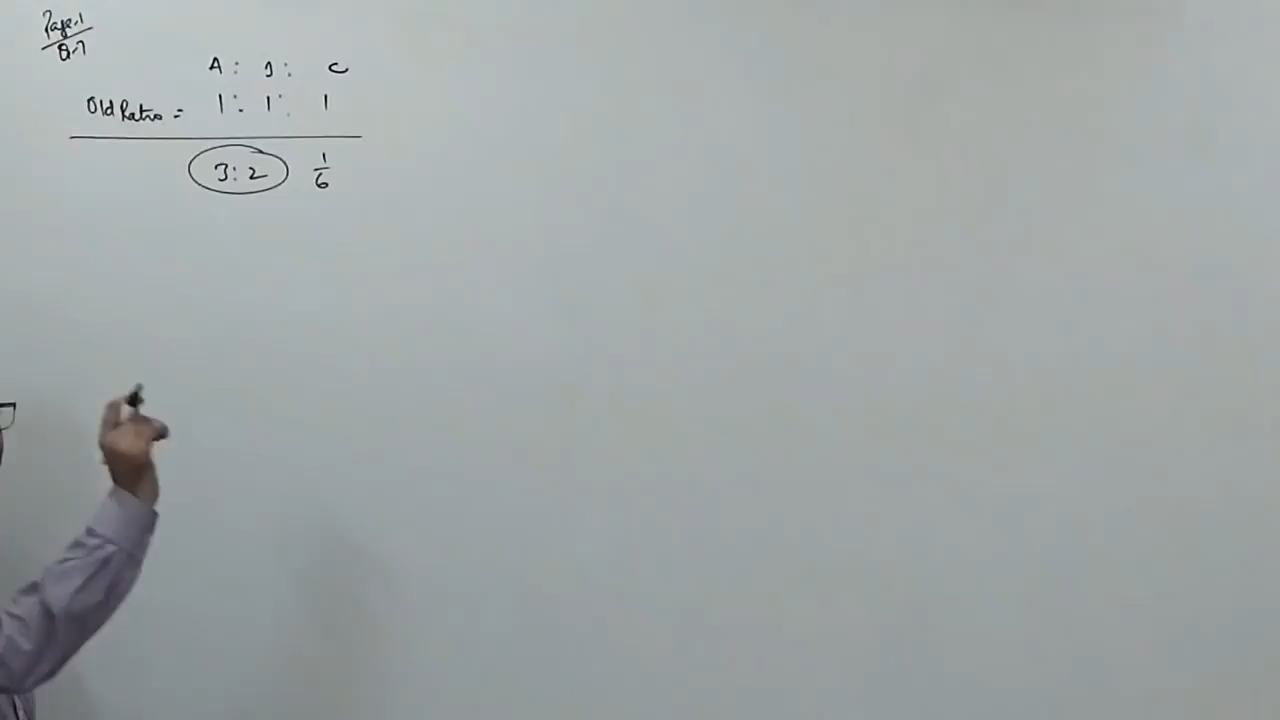 Page-1
Q-7
A : B : C
Old Ratio = 1 : 1 : 1
3 : 2 1/6